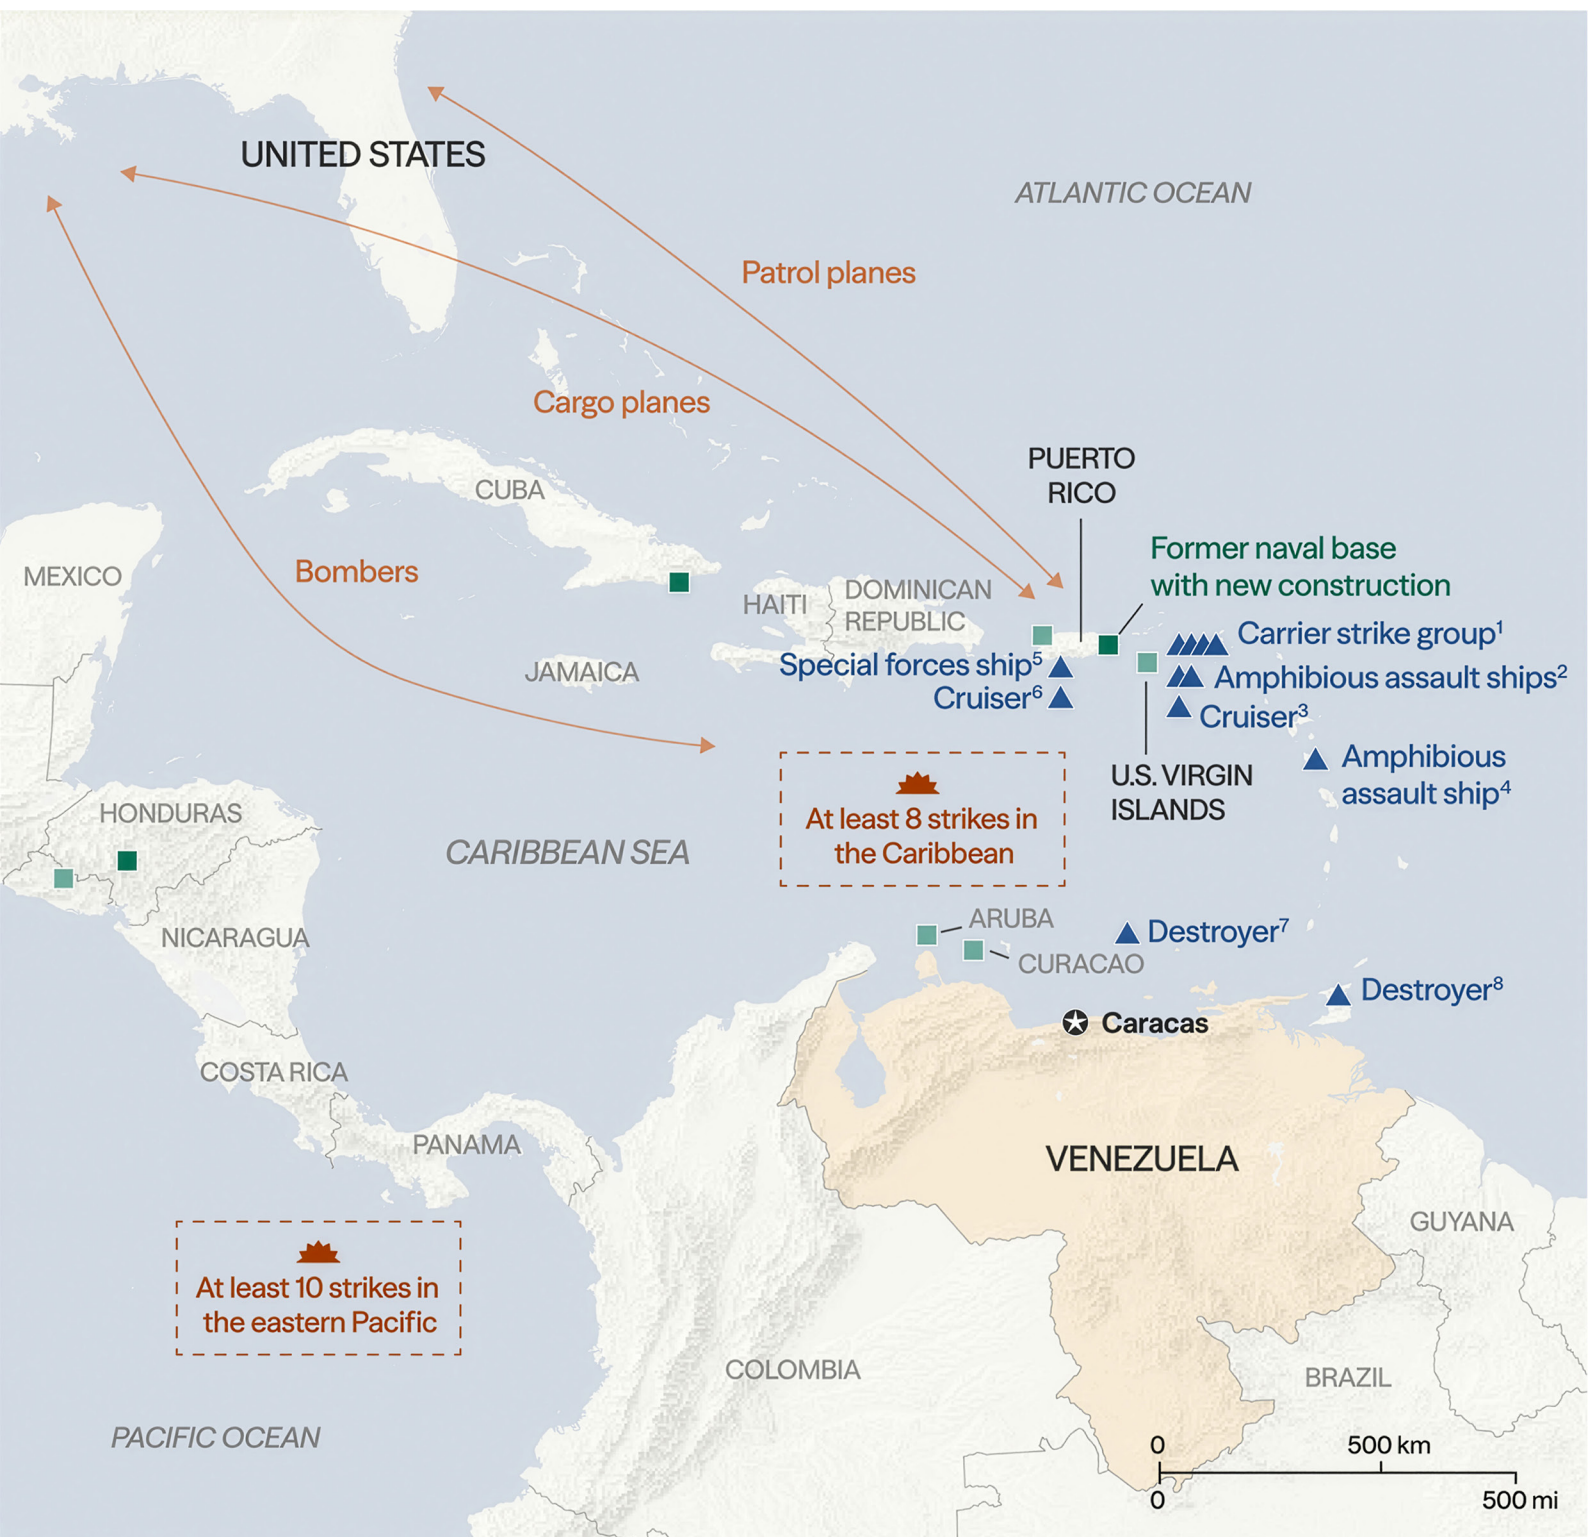 UNITED STATES
ATLANTIC OCEAN
Patrol planes
Cargo planes
PUERTO
RICO
CUBA
Former naval base
with new construction
Bombers
MEXICO
HAITI
DOMINICAN
REPUBLIC
Carrier strike group¹
JAMAICA
Special forces ship⁵
Amphibious assault ships²
Cruiser⁶
Cruiser³
Amphibious
assault ship⁴
U.S. VIRGIN
ISLANDS
HONDURAS
At least 8 strikes in
the Caribbean
CARIBBEAN SEA
ARUBA
Destroyer⁷
NICARAGUA
CURACAO
Destroyer⁸
Caracas
COSTA RICA
PANAMA
VENEZUELA
GUYANA
At least 10 strikes in
the eastern Pacific
COLOMBIA
BRAZIL
PACIFIC OCEAN
0 500 km
0 500 mi